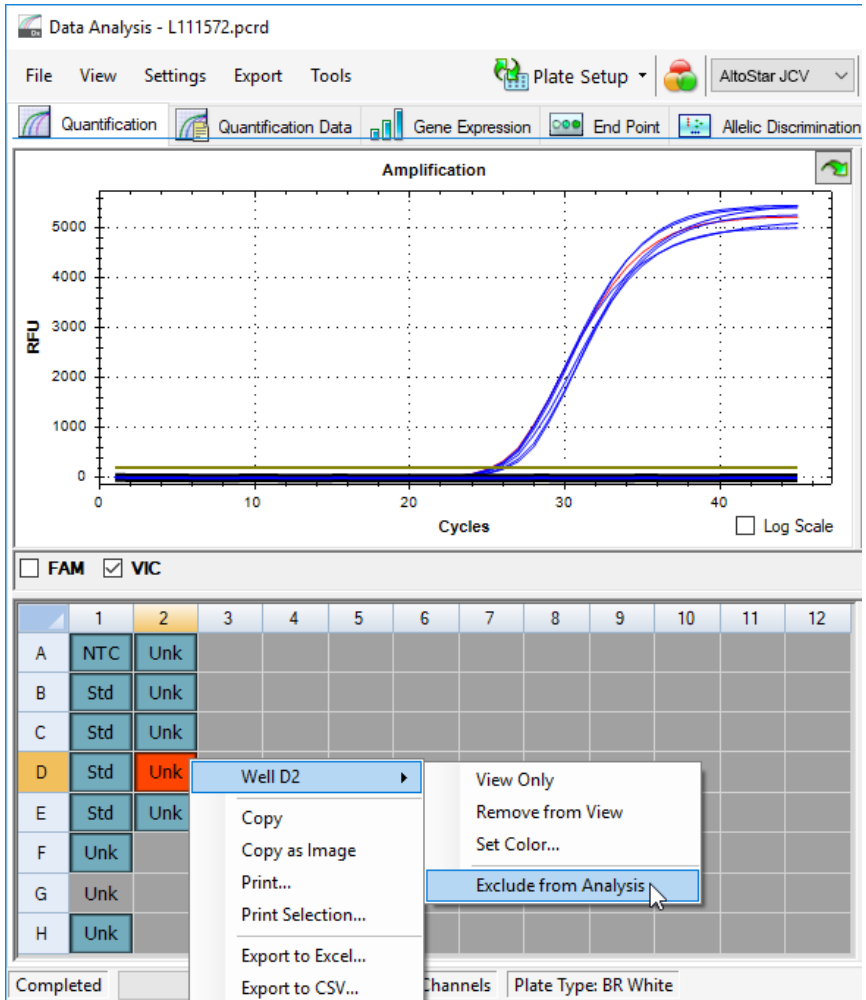 Data Analysis - L111572.pcrd
File View Settings Export Tools Plate Setup AltoStar JCV
Quantification Quantification Data Gene Expression End Point Allelic Discrimination
Amplification
5000
4000
3000
2000
1000
0
RFU
0 10 20 30 40
Cycles
Log Scale
FAM VIC
1 2 3 4 5 6 7 8 9 10 11 12
A NTC Unk
B Std Unk
C Std Unk
D Std Unk
E Std Unk
F Unk
G Unk
H Unk
Well D2
Copy
Copy as Image
Print...
Print Selection...
Export to Excel...
Export to CSV...
View Only
Remove from View
Set Color...
Exclude from Analysis
Completed Channels Plate Type: BR White